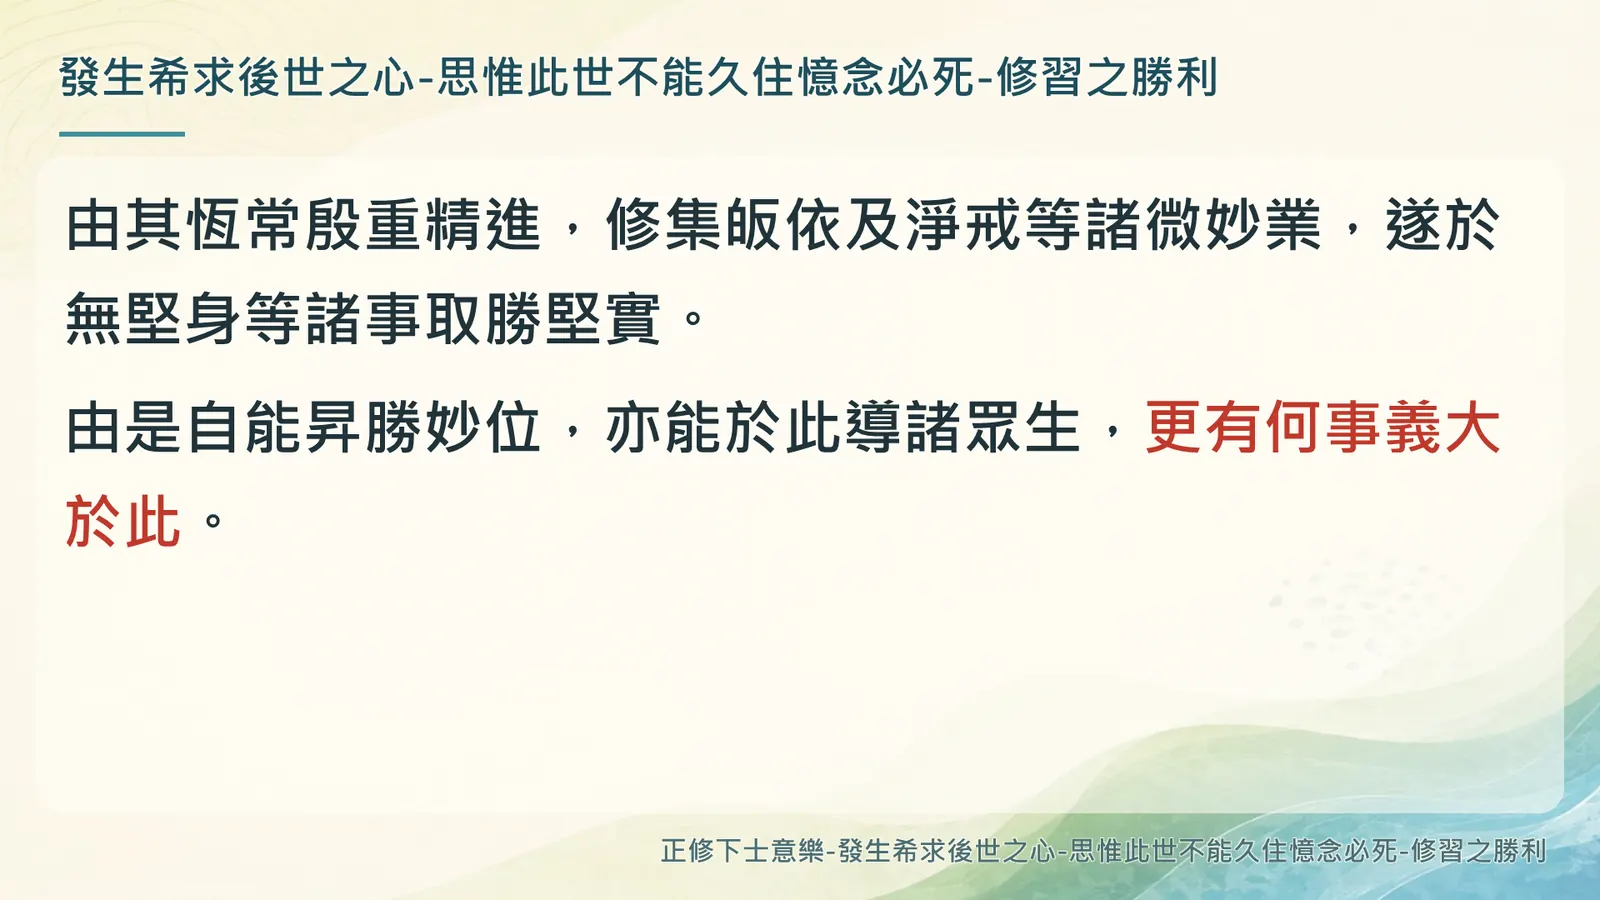 發生希求後世之心-思惟此世不能久住憶念必死-修習之勝利
由其恆常殷重精進，修集皈依及淨戒等諸微妙業，遂於
無堅身等諸事取勝堅實。
由是自能昇勝妙位，亦能於此導諸眾生，更有何事義大
於此。
正修下士意樂-發生希求後世之心-思惟此世不能久住憶念必死-修習之勝利